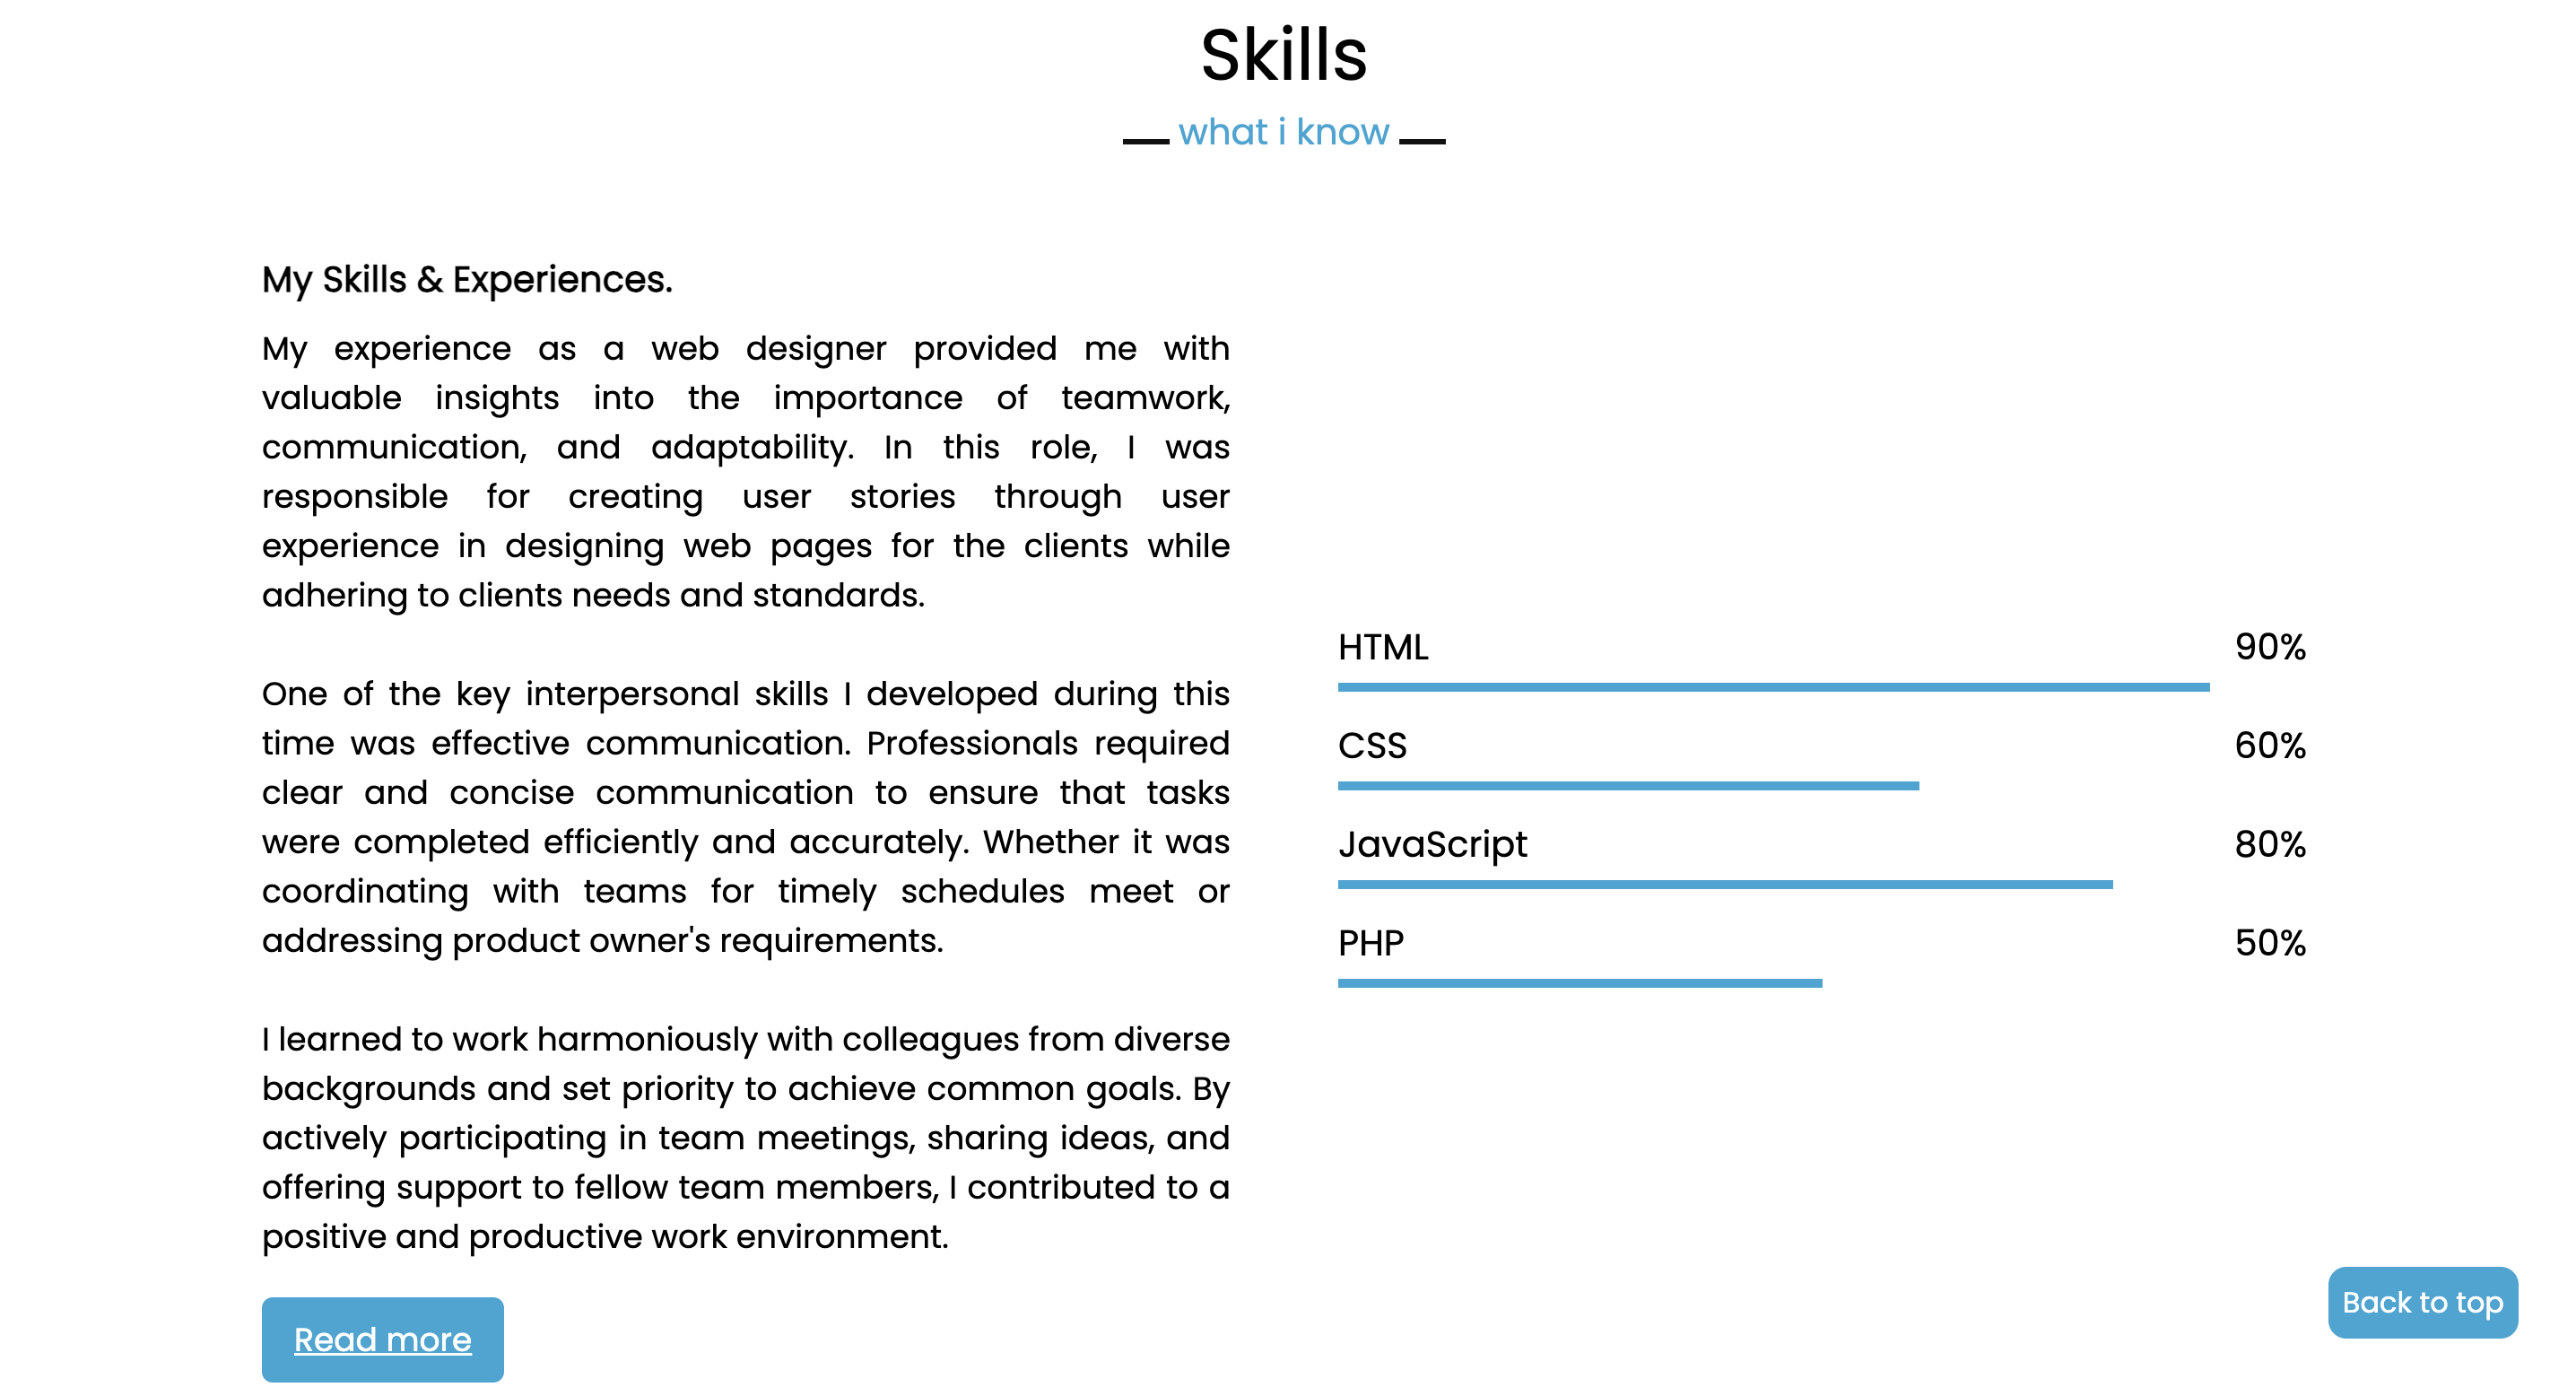 Skills
what i know
My Skills & Experiences.
My experience as a web designer provided me with
valuable insights into the importance of teamwork,
communication, and adaptability. In this role, I was
responsible for creating user stories through user
experience in designing web pages for the clients while
adhering to clients needs and standards.
One of the key interpersonal skills I developed during this
time was effective communication. Professionals required
clear and concise communication to ensure that tasks
were completed efficiently and accurately. Whether it was
coordinating with teams for timely schedules meet or
addressing product owner's requirements.
I learned to work harmoniously with colleagues from diverse
backgrounds and set priority to achieve common goals. By
actively participating in team meetings, sharing ideas, and
offering support to fellow team members, I contributed to a
positive and productive work environment.
Read more
HTML 90%
CSS 60%
JavaScript 80%
PHP 50%
Back to top